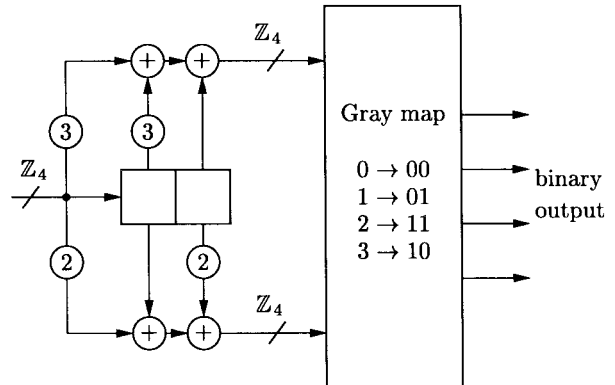 ℤ₄
+
+
3
3
ℤ₄
2
2
+
+
ℤ₄
Gray map
0 → 00
1 → 01
2 → 11
3 → 10
binary
output